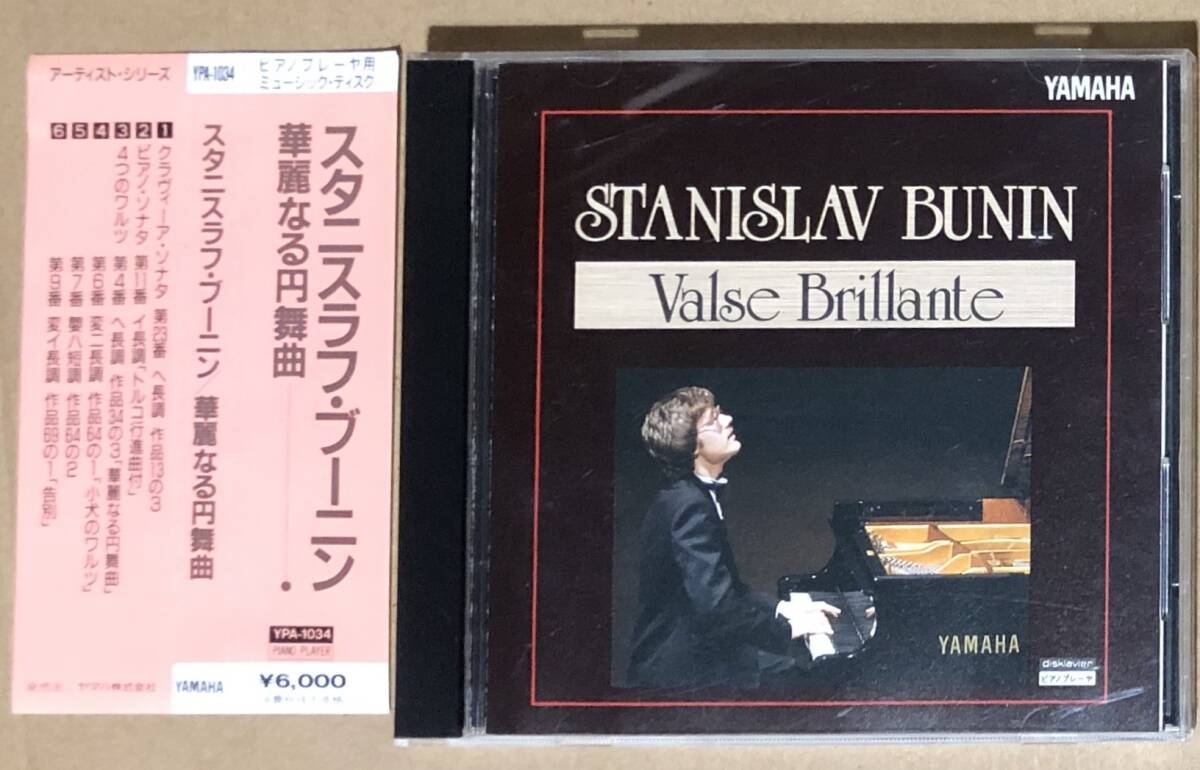 アーティスト・シリーズ
YPA-1034
ピアノプレーヤ用
ミュージック・ディスク
スタニスラフ・ブーニン
華麗なる円舞曲
スタニスラフ・ブーニン/華麗なる円舞曲
1 クラヴィーア・ソナタ 第23番 ヘ長調 作品13の3
2 ピアノ・ソナタ 第11番 イ長調「トルコ行進曲付」
3 4つのワルツ 第4番 ヘ長調 作品34の3「華麗なる円舞曲」
4 第6番 変ニ長調 作品64の1「小犬のワルツ」
5 第7番 嬰ハ短調 作品64の2
6 第9番 変イ長調 作品69の1「告別」
YPA-1034
PIANO PLAYER
ヤマハ株式会社
YAMAHA
¥6,000
YAMAHA
STANISLAV BUNIN
Valse Brillante
YAMAHA
disklavier
ピアノプレーヤ